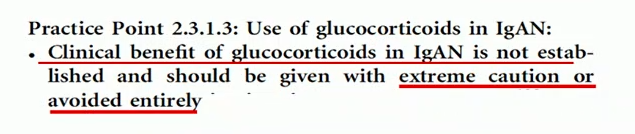 Practice Point 2.3.1.3: Use of glucocorticoids in IgAN:
• Clinical benefit of glucocorticoids in IgAN is not estab-
lished and should be given with extreme caution or
avoided entirely